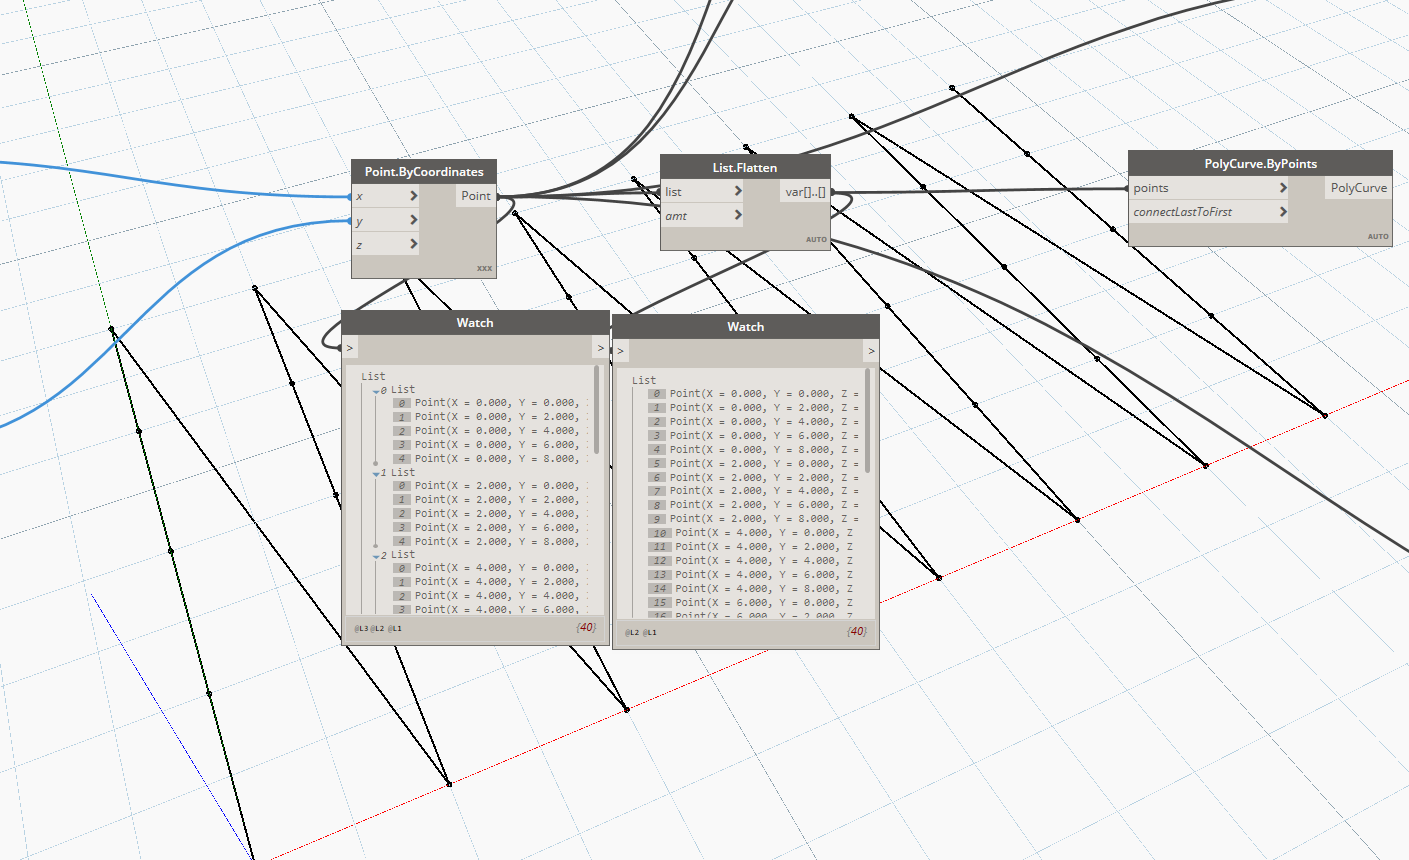 Point.ByCoordinates
x
Point
y
z
xxx
List.Flatten
list
var[]..[]
amt
AUTO
PolyCurve.ByPoints
points
PolyCurve
connectLastToFirst
AUTO
Watch
>
>
List
0 List
0 Point(X = 0.000, Y = 0.000,
1 Point(X = 0.000, Y = 2.000,
2 Point(X = 0.000, Y = 4.000,
3 Point(X = 0.000, Y = 6.000,
4 Point(X = 0.000, Y = 8.000,
1 List
0 Point(X = 2.000, Y = 0.000,
1 Point(X = 2.000, Y = 2.000,
2 Point(X = 2.000, Y = 4.000,
3 Point(X = 2.000, Y = 6.000,
4 Point(X = 2.000, Y = 8.000,
2 List
0 Point(X = 4.000, Y = 0.000,
1 Point(X = 4.000, Y = 2.000,
2 Point(X = 4.000, Y = 4.000,
3 Point(X = 4.000, Y = 6.000,
@L3 @L2 @L1
{40}
Watch
>
>
List
0 Point(X = 0.000, Y = 0.000, Z =
1 Point(X = 0.000, Y = 2.000, Z =
2 Point(X = 0.000, Y = 4.000, Z =
3 Point(X = 0.000, Y = 6.000, Z =
4 Point(X = 0.000, Y = 8.000, Z =
5 Point(X = 2.000, Y = 0.000, Z =
6 Point(X = 2.000, Y = 2.000, Z =
7 Point(X = 2.000, Y = 4.000, Z =
8 Point(X = 2.000, Y = 6.000, Z =
9 Point(X = 2.000, Y = 8.000, Z =
10 Point(X = 4.000, Y = 0.000, Z
11 Point(X = 4.000, Y = 2.000, Z
12 Point(X = 4.000, Y = 4.000, Z
13 Point(X = 4.000, Y = 6.000, Z
14 Point(X = 4.000, Y = 8.000, Z
15 Point(X = 6.000, Y = 0.000, Z
16 Point(X = 6.000, Y = 2.000, Z
@L2 @L1
{40}